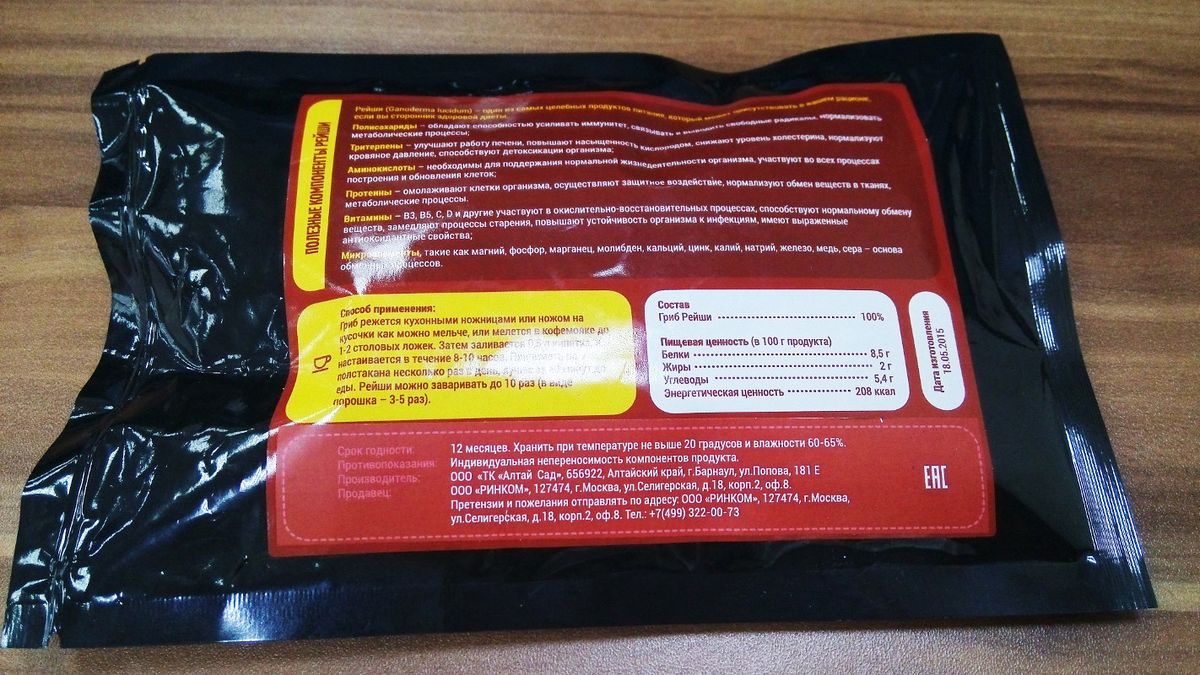 ПОЛЕЗНЫЕ КОМПОНЕНТЫ РЕЙШИ
Рейши (Ganoderma lucidum) – один из самых целебных продуктов питания, который может присутствовать в вашем рационе,
если вы сторонник здоровой диеты.
Полисахариды – обладают способностью усиливать иммунитет, связывать и выводить свободные радикалы, нормализовать
метаболические процессы;
Тритерпены – улучшают работу печени, повышают насыщенность кислородом, снижают уровень холестерина, нормализуют
кровяное давление, способствуют детоксикации организма;
Аминокислоты – необходимы для поддержания нормальной жизнедеятельности организма, участвуют во всех процессах
построения и обновления клеток;
Протеины – омолаживают клетки организма, осуществляют защитное воздействие, нормализуют обмен веществ в тканях,
метаболические процессы.
Витамины – B3, B5, C, D и другие участвуют в окислительно-восстановительных процессах, способствуют нормальному обмену
веществ, замедляют процессы старения, повышают устойчивость организма к инфекциям, имеют выраженные
антиоксидантные свойства;
Микроэлементы, такие как магний, фосфор, марганец, молибден, кальций, цинк, калий, натрий, железо, медь, сера – основа
обменных процессов.
Способ применения:
Гриб режется кухонными ножницами или ножом на
кусочки как можно мельче, или мелется в кофемолке до
1-2 столовых ложек. Затем заливается 0,5 л кипятка, и
настаивается в течение 8-10 часов. Принимать по
полстакана несколько раз в день, минут до
еды. Рейши можно заваривать до 10 раз (в виде
порошка – 3-5 раз).
Состав
Гриб Рейши 100%
Пищевая ценность (в 100 г продукта)
Белки 8,5 г
Жиры 2 г
Углеводы 5,4 г
Энергетическая ценность 208 ккал
Дата изготовления
18.05.2015
Срок годности: 12 месяцев. Хранить при температуре не выше 20 градусов и влажности 60-65%.
Противопоказания: Индивидуальная непереносимость компонентов продукта.
Производитель: ООО «ТК «Алтай Сад», 656922, Алтайский край, г.Барнаул, ул.Попова, 181 Е
Продавец: ООО «РИНКОМ», 127474, г.Москва, ул.Селигерская, д.18, корп.2, оф.8.
Претензии и пожелания отправлять по адресу: ООО «РИНКОМ», 127474, г.Москва,
ул.Селигерская, д.18, корп.2, оф.8. Тел.: +7(499) 322-00-73
EAC